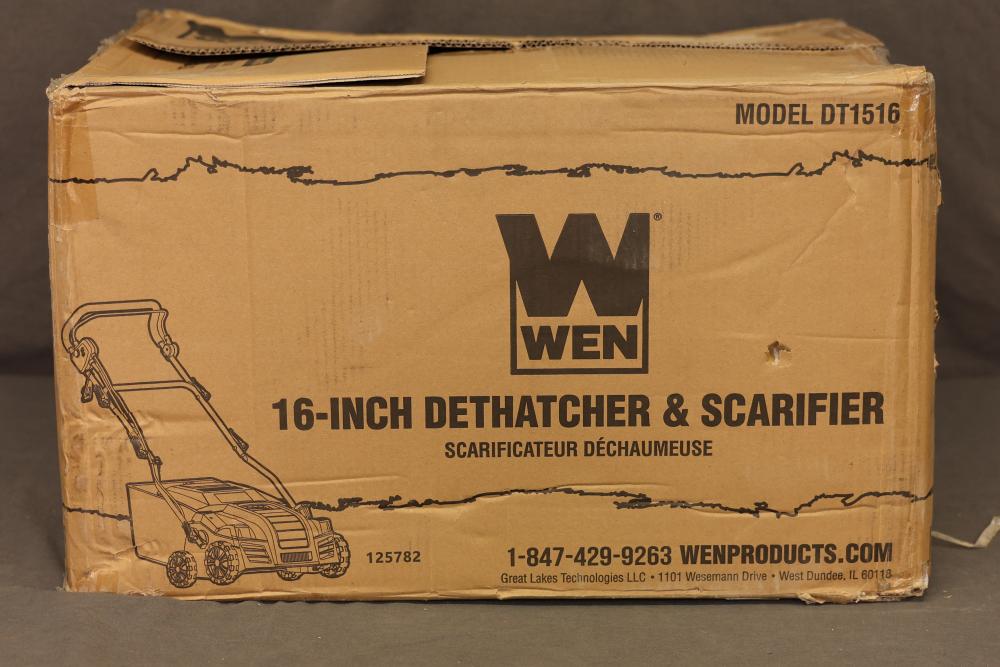 MODEL DT1516
W®
WEN
16-INCH DETHATCHER & SCARIFIER
SCARIFICATEUR DÉCHAUMEUSE
125782
1-847-429-9263 WENPRODUCTS.COM
Great Lakes Technologies LLC • 1101 Wesemann Drive • West Dundee, IL 60118